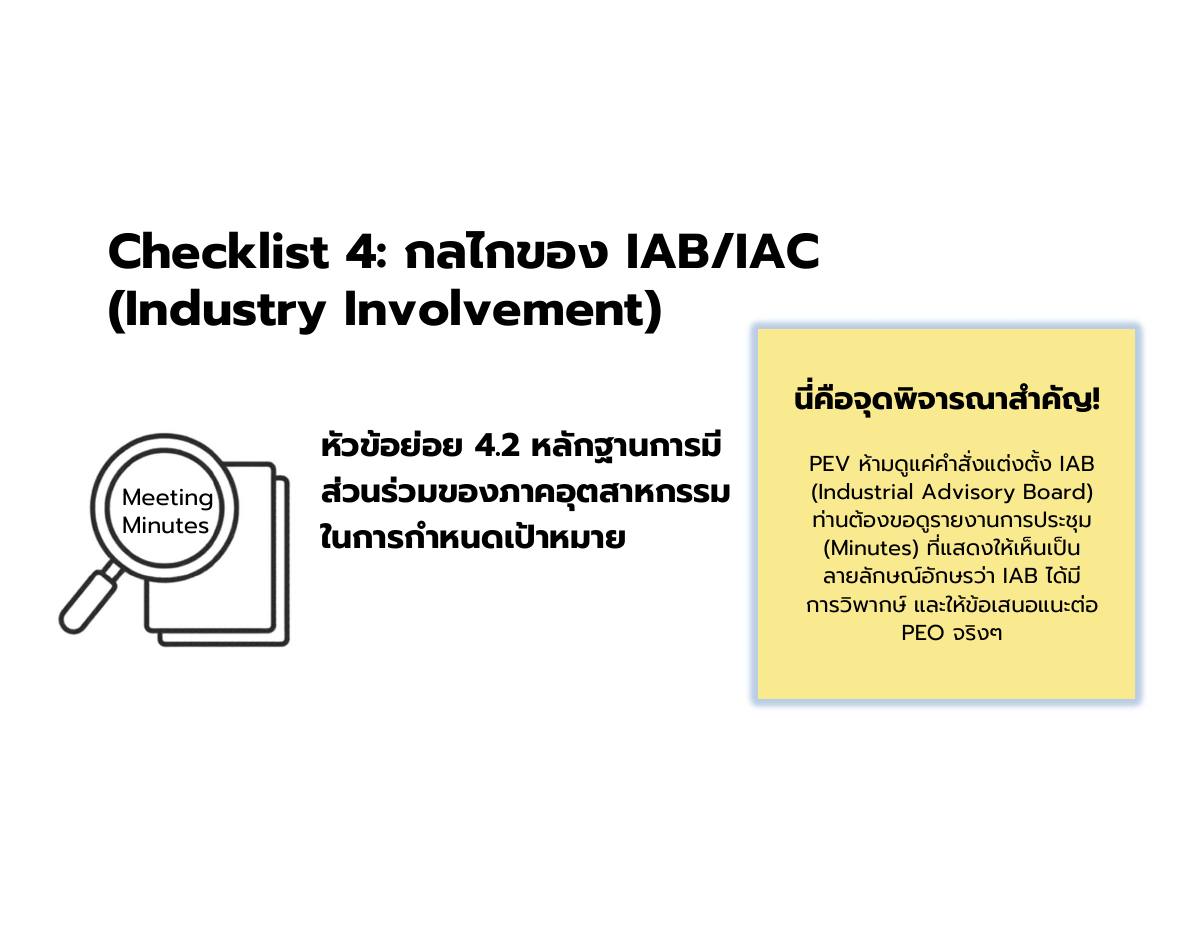 Checklist 4: กลไกของ IAB/IAC
(Industry Involvement)
Meeting
Minutes
หัวข้อย่อย 4.2 หลักฐานการมี
ส่วนร่วมของภาคอุตสาหกรรม
ในการกำหนดเป้าหมาย
นี่คือจุดพิจารณาสำคัญ!
PEV ห้ามดูแค่คำสั่งแต่งตั้ง IAB
(Industrial Advisory Board)
ท่านต้องขอดูรายงานการประชุม
(Minutes) ที่แสดงให้เห็นเป็น
ลายลักษณ์อักษรว่า IAB ได้มี
การวิพากษ์ และให้ข้อเสนอแนะต่อ
PEO จริงๆ